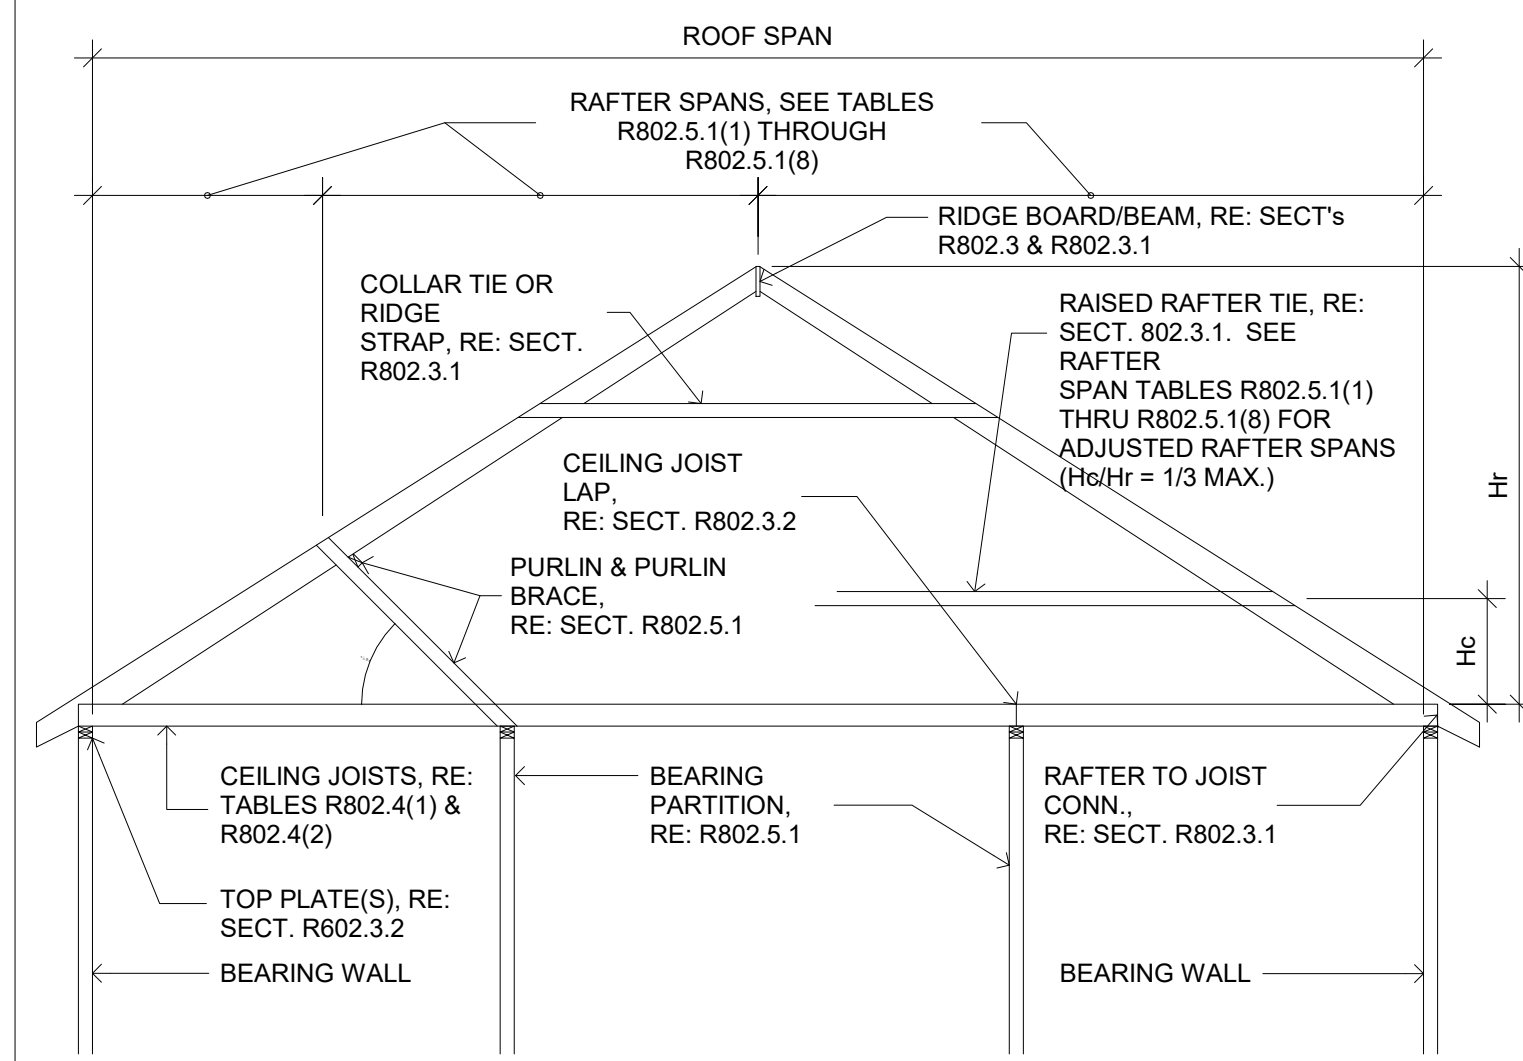 ROOF SPAN
RAFTER SPANS, SEE TABLES
R802.5.1(1) THROUGH
R802.5.1(8)
RIDGE BOARD/BEAM, RE: SECT's
R802.3 & R802.3.1
COLLAR TIE OR
RIDGE
STRAP, RE: SECT.
R802.3.1
RAISED RAFTER TIE, RE:
SECT. 802.3.1. SEE
RAFTER
SPAN TABLES R802.5.1(1)
THRU R802.5.1(8) FOR
ADJUSTED RAFTER SPANS
(Hc/Hr = 1/3 MAX.)
Hr
CEILING JOIST
LAP,
RE: SECT. R802.3.2
PURLIN & PURLIN
BRACE,
RE: SECT. R802.5.1
Hc
CEILING JOISTS, RE:
TABLES R802.4(1) &
R802.4(2)
BEARING
PARTITION,
RE: R802.5.1
RAFTER TO JOIST
CONN.,
RE: SECT. R802.3.1
TOP PLATE(S), RE:
SECT. R602.3.2
BEARING WALL
BEARING WALL